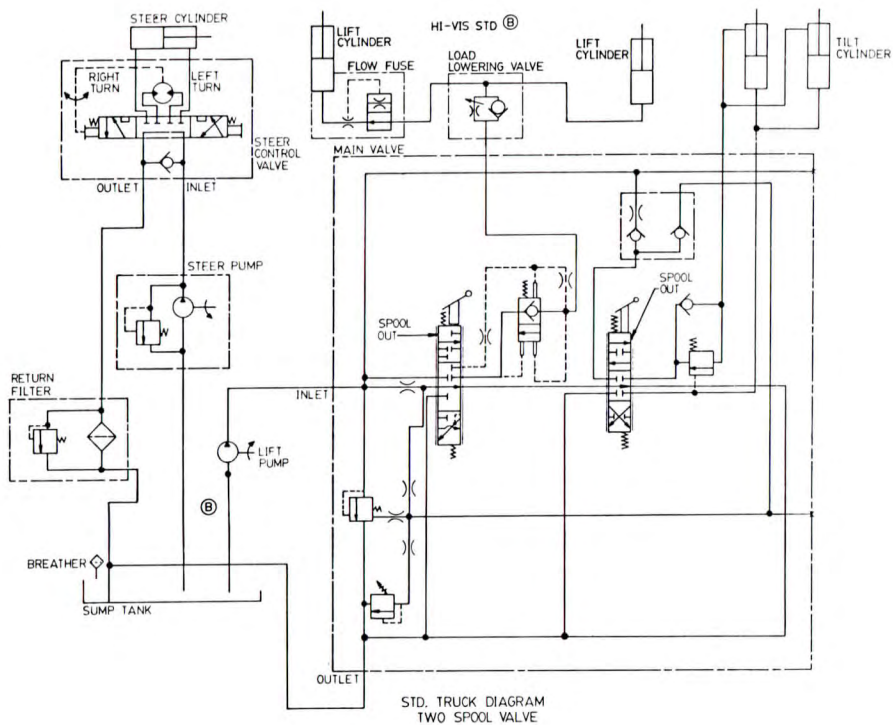 STEER CYLINDER
HI-VIS STD Ⓑ
LIFT
CYLINDER
FLOW FUSE
LOAD
LOWERING VALVE
LIFT
CYLINDER
TILT
CYLINDER
RIGHT
TURN
LEFT
TURN
STEER
CONTROL
VALVE
OUTLET
INLET
MAIN VALVE
STEER PUMP
SPOOL
OUT
SPOOL
OUT
RETURN
FILTER
INLET
LIFT
PUMP
Ⓑ
BREATHER
SUMP TANK
OUTLET
STD. TRUCK DIAGRAM
TWO SPOOL VALVE